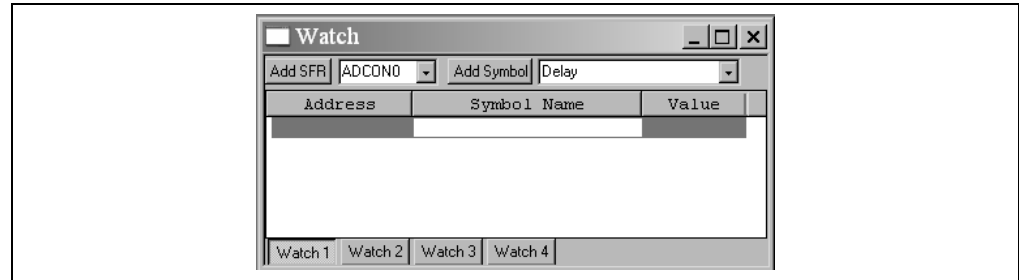 Watch
Add SFR ADCON0 Add Symbol Delay
Address Symbol Name Value
Watch 1 Watch 2 Watch 3 Watch 4